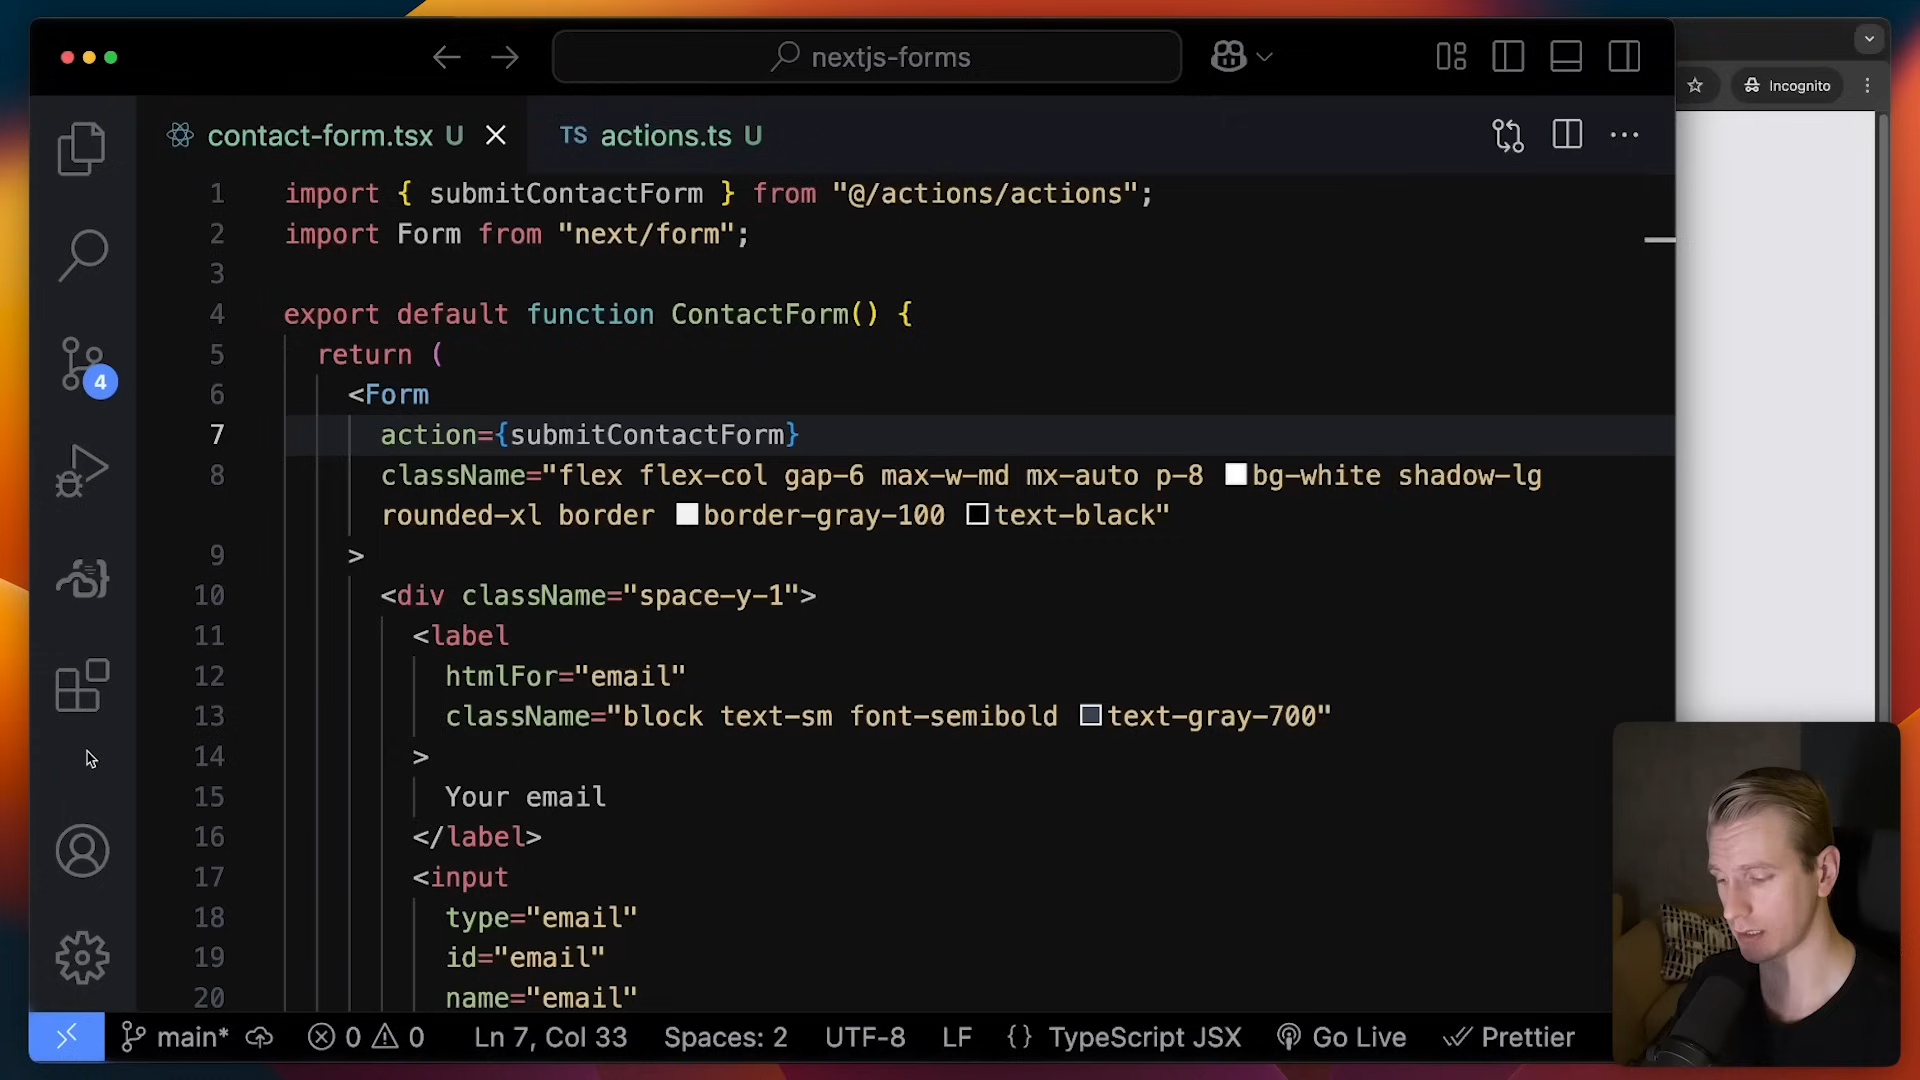 nextjs-forms
Incognito
contact-form.tsx U
TS actions.ts U
4
1 import { submitContactForm } from "@/actions/actions";
2 import Form from "next/form";
3
4 export default function ContactForm() {
5 return (
6 <Form
7 action={submitContactForm}
8 className="flex flex-col gap-6 max-w-md mx-auto p-8 bg-white shadow-lg
rounded-xl border border-gray-100 text-black"
9 >
10 <div className="space-y-1">
11 <label
12 htmlFor="email"
13 className="block text-sm font-semibold text-gray-700"
14 >
15 Your email
16 </label>
17 <input
18 type="email"
19 id="email"
20 name="email"
main* 0 0 Ln 7, Col 33 Spaces: 2 UTF-8 LF {} TypeScript JSX Go Live Prettier